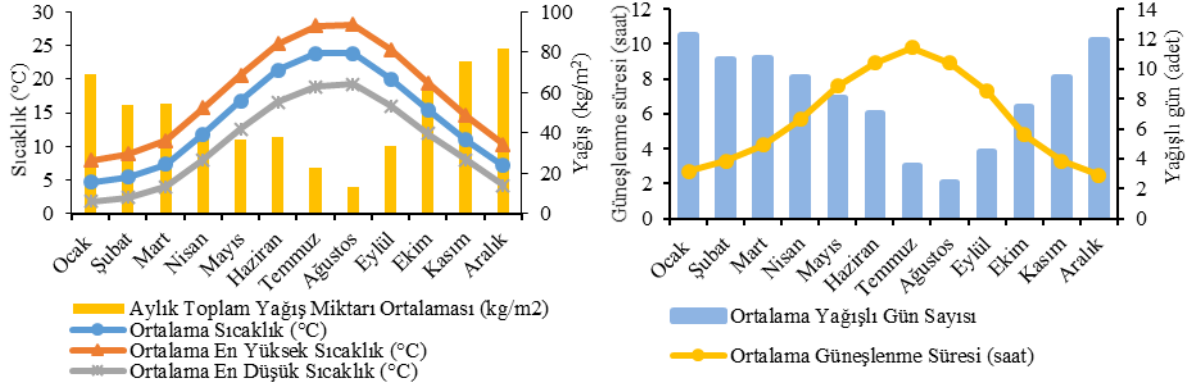 Sıcaklık (°C)
30
25
20
15
10
5
0
100
80
60
40
20
0
Yağış (kg/m²)
Ocak
Şubat
Mart
Nisan
Mayıs
Haziran
Temmuz
Ağustos
Eylül
Ekim
Kasım
Aralık
Aylık Toplam Yağış Miktarı Ortalaması (kg/m2)
Ortalama Sıcaklık (°C)
Ortalama En Yüksek Sıcaklık (°C)
Ortalama En Düşük Sıcaklık (°C)
Güneşlenme süresi (saat)
12
10
8
6
4
2
0
14
12
10
8
6
4
2
0
Yağışlı gün (adet)
Ocak
Şubat
Mart
Nisan
Mayıs
Haziran
Temmuz
Ağustos
Eylül
Ekim
Kasım
Aralık
Ortalama Yağışlı Gün Sayısı
Ortalama Güneşlenme Süresi (saat)